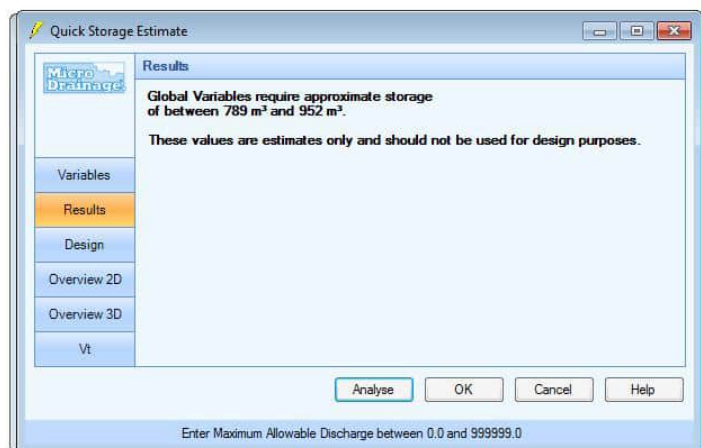 Quick Storage Estimate
Micro
Drainage
Results
Global Variables require approximate storage
of between 789 m³ and 952 m³.
These values are estimates only and should not be used for design purposes.
Variables
Results
Design
Overview 2D
Overview 3D
Vt
Analyse
OK
Cancel
Help
Enter Maximum Allowable Discharge between 0.0 and 999999.0